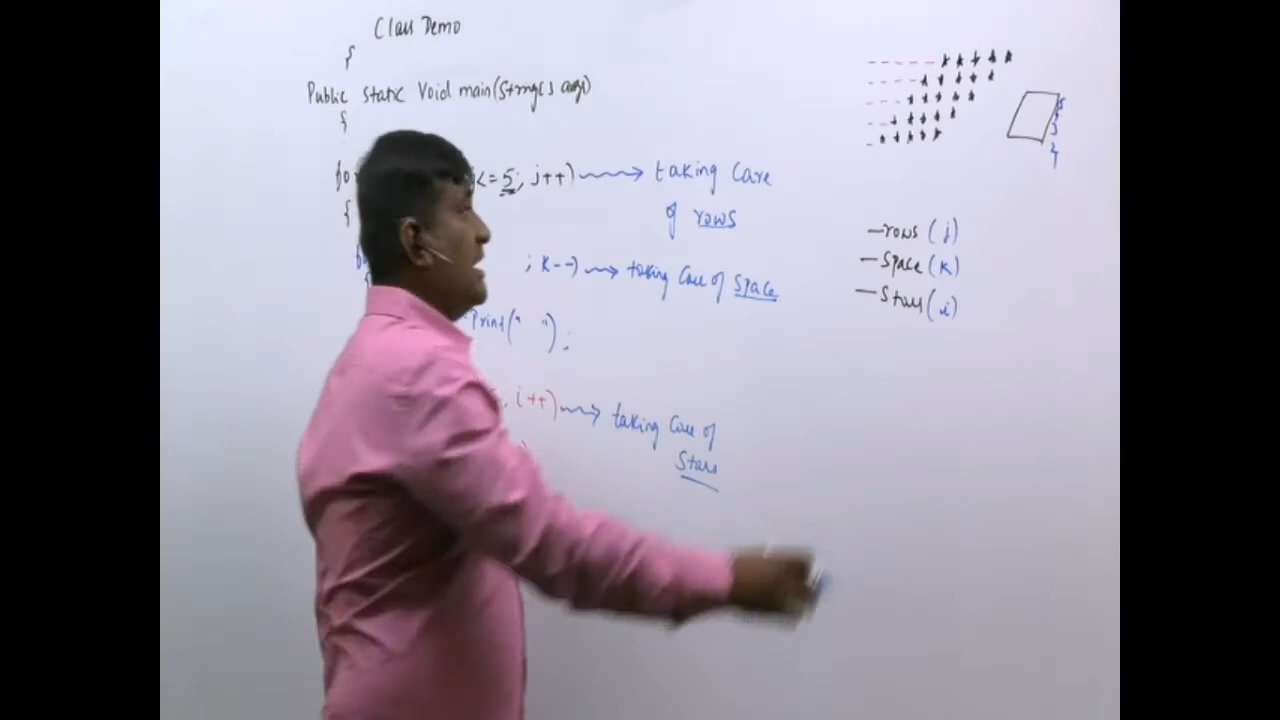 Class Demo
{
Public static Void main(String[] args)
{
for <= 5; j++) taking Care
of rows
{
; k--) taking Care of Space
{
Print(" ");
, i++) taking Care of
Stars
* * * * *
* * * * *
* * * * *
* * * * *
* * * * *
- rows (j)
- Space (k)
- Stars (i)